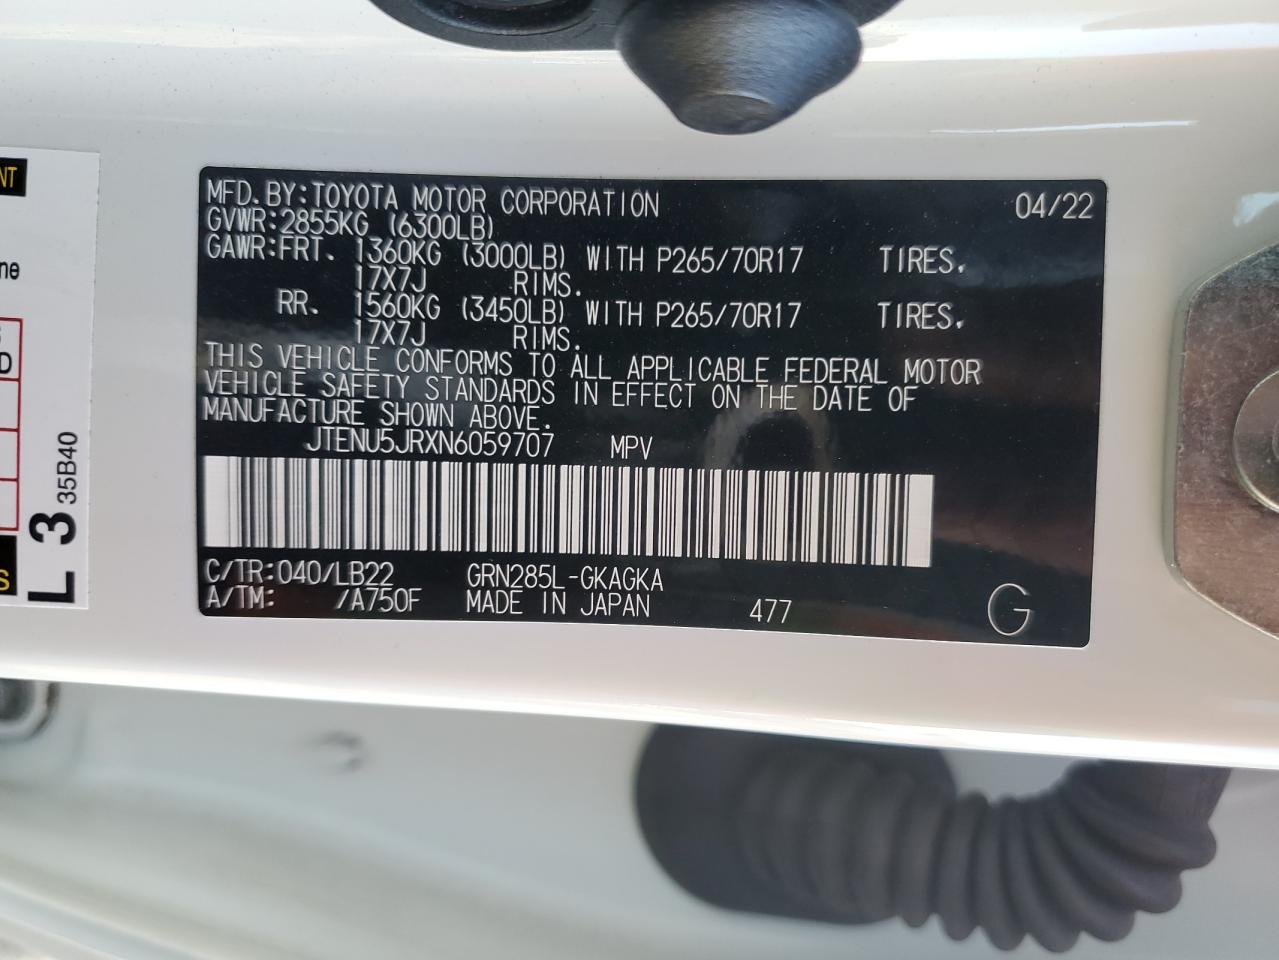 MFD.BY:TOYOTA MOTOR CORPORATION 04/22
GVWR:2855KG (6300LB)
GAWR:FRT. 1360KG (3000LB) WITH P265/70R17 TIRES.
17X7J RIMS.
RR. 1560KG (3450LB) WITH P265/70R17 TIRES.
17X7J RIMS.
THIS VEHICLE CONFORMS TO ALL APPLICABLE FEDERAL MOTOR
VEHICLE SAFETY STANDARDS IN EFFECT ON THE DATE OF
MANUFACTURE SHOWN ABOVE.
JTENU5JRXN6059707 MPV
C/TR:040/LB22 GRN285L-GKAGKA
A/TM: /A750F MADE IN JAPAN 477 G
NT
ne
D
S
L 3 35B40